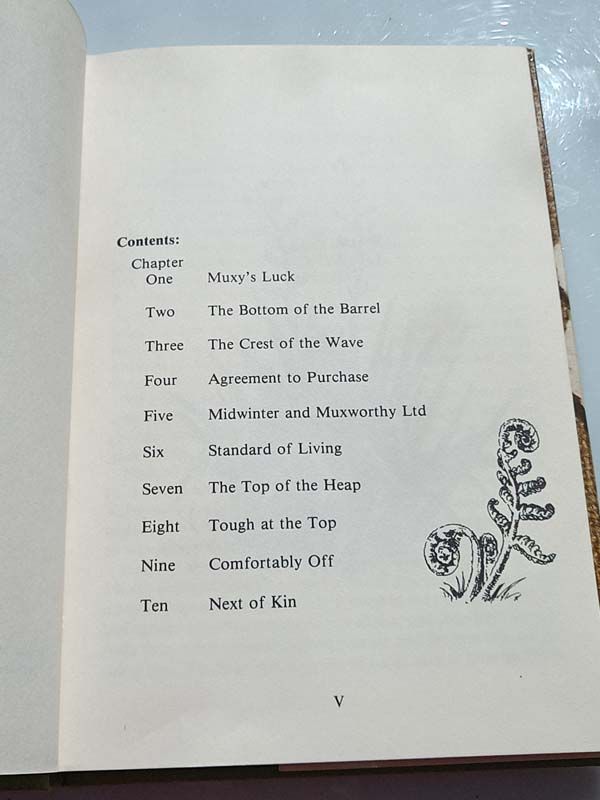 Contents:
Chapter
One Muxy's Luck
Two The Bottom of the Barrel
Three The Crest of the Wave
Four Agreement to Purchase
Five Midwinter and Muxworthy Ltd
Six Standard of Living
Seven The Top of the Heap
Eight Tough at the Top
Nine Comfortably Off
Ten Next of Kin
V